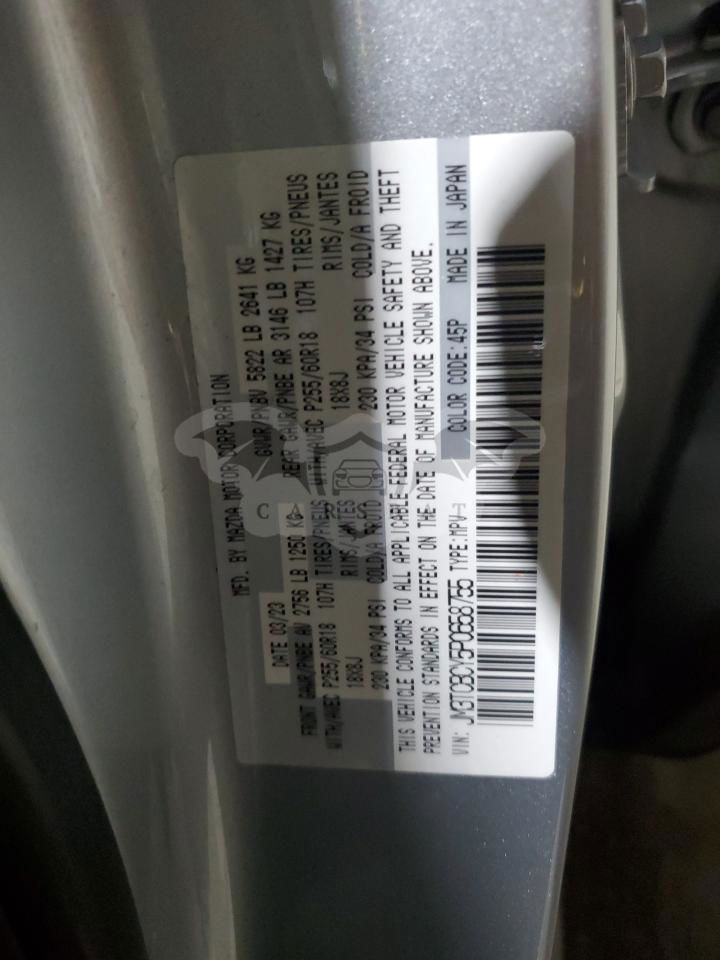 MFD. BY MAZDA MOTOR CORPORATION
DATE 03/23 GVWR/PNBV 5822 LB 2641 KG
FRONT GAWR/PNBE AV 2756 LB 1250 KG REAR GAWR/PNBE AR 3146 LB 1427 KG
WITH/AVEC P255/60R18 107H TIRES/PNEUS WITH/AVEC P255/60R18 107H TIRES/PNEUS
18X8J RIMS/JANTES 18X8J RIMS/JANTES
230 KPA/34 PSI COLD/A FROID 230 KPA/34 PSI COLD/A FROID
THIS VEHICLE CONFORMS TO ALL APPLICABLE FEDERAL MOTOR VEHICLE SAFETY AND THEFT
PREVENTION STANDARDS IN EFFECT ON THE DATE OF MANUFACTURE SHOWN ABOVE.
VIN: JM3TCBCY5P0658755 TYPE:MPV COLOR CODE:45P MADE IN JAPAN